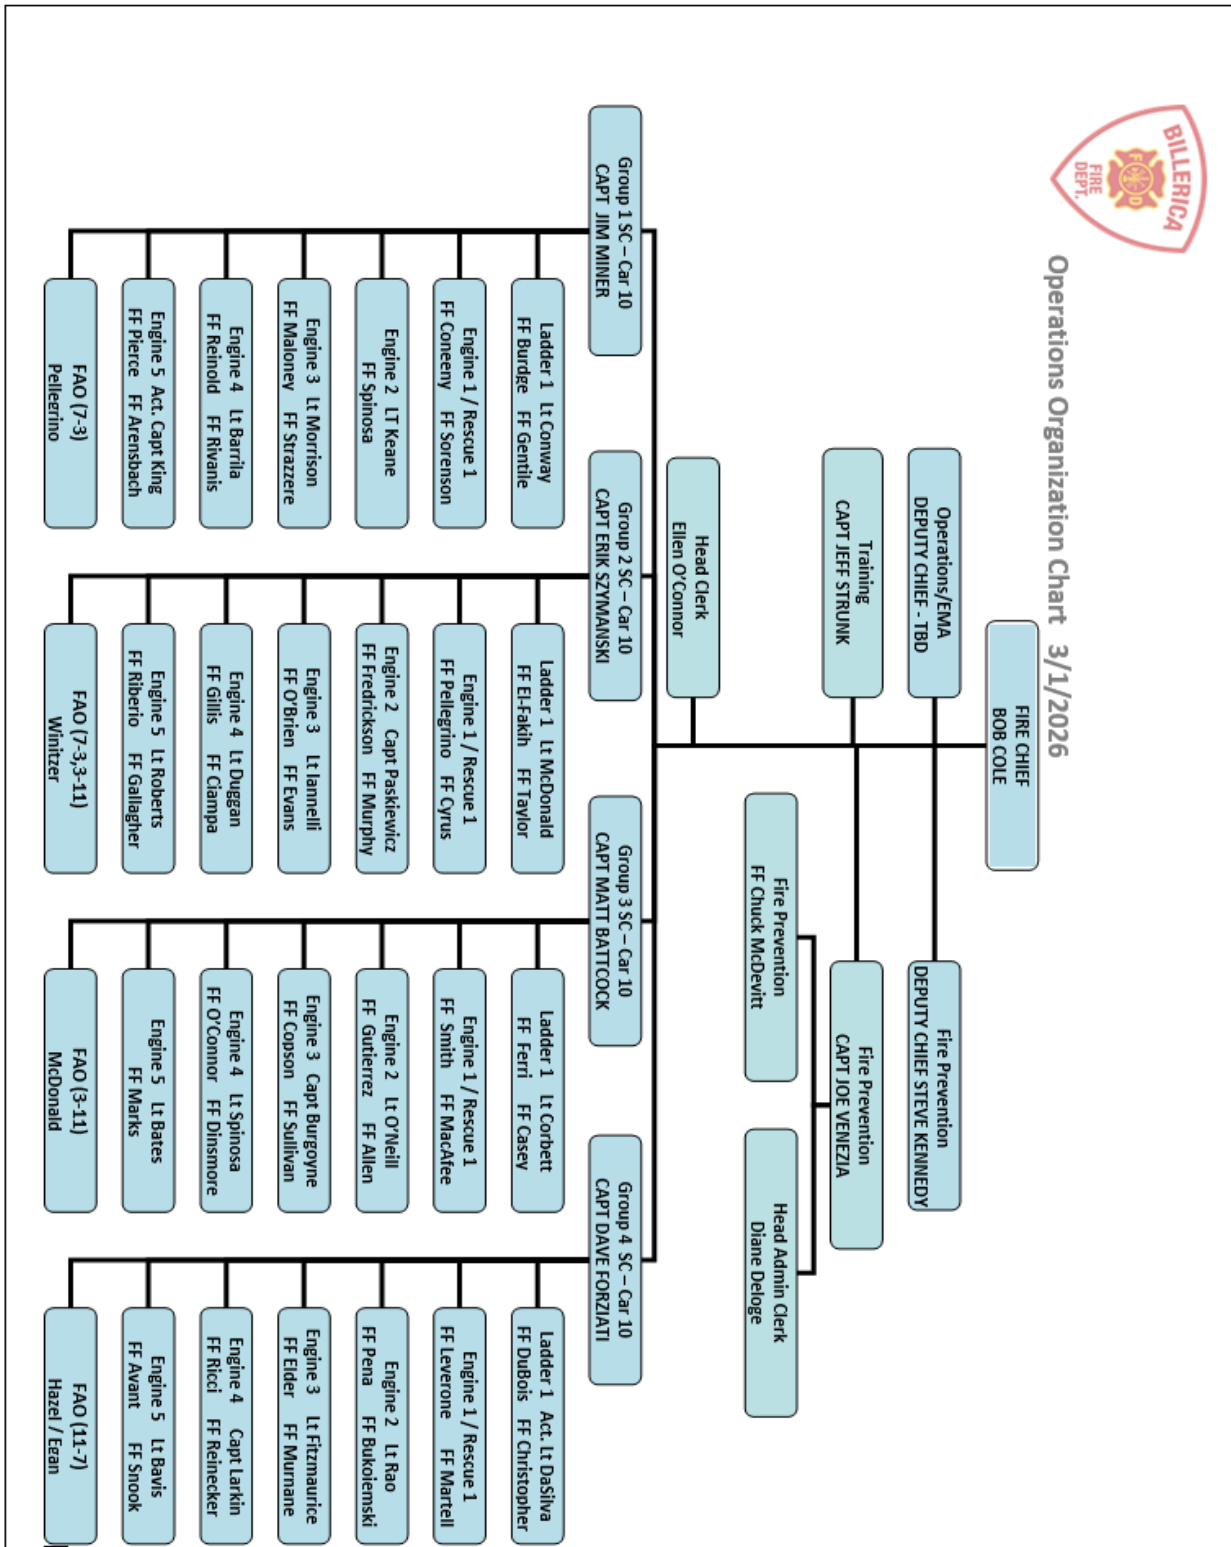 BILLERICA
F D
FIRE
DEPT.
Operations Organization Chart 3/1/2026
FIRE CHIEF
BOB COLE
Operations/EMA
DEPUTY CHIEF - TBD
Fire Prevention
DEPUTY CHIEF STEVE KENNEDY
Training
CAPT JEFF STRUNK
Fire Prevention
CAPT JOE VENEZIA
Fire Prevention
FF Chuck McDevitt
Head Admin Clerk
Diane Deloge
Head Clerk
Ellen O'Connor
Group 1 SC – Car 10
CAPT JIM MINER
Ladder 1 Lt Conway
FF Burdge FF Gentile
Engine 1 / Rescue 1
FF Coneeny FF Sorenson
Engine 2 LT Keane
FF Spinosa
Engine 3 Lt Morrison
FF Maloney FF Strazzere
Engine 4 Lt Barrila
FF Reinold FF Rivanis
Engine 5 Act. Capt King
FF Pierce FF Arensbach
FAO (7-3)
Pellegrino
Group 2 SC – Car 10
CAPT ERIK SZYMANSKI
Ladder 1 Lt McDonald
FF El-Fakih FF Taylor
Engine 1 / Rescue 1
FF Pellegrino FF Cyrus
Engine 2 Capt Paskiewicz
FF Fredrickson FF Murphy
Engine 3 Lt Iannelli
FF O'Brien FF Evans
Engine 4 Lt Duggan
FF Gillis FF Ciampa
Engine 5 Lt Roberts
FF Riberio FF Gallagher
FAO (7-3,3-11)
Winitzer
Group 3 SC – Car 10
CAPT MATT BATTCOCK
Ladder 1 Lt Corbett
FF Ferri FF Casey
Engine 1 / Rescue 1
FF Smith FF MacAfee
Engine 2 Lt O'Neill
FF Gutierrez FF Allen
Engine 3 Capt Burgoyne
FF Copson FF Sullivan
Engine 4 Lt Spinosa
FF O'Connor FF Dinsmore
Engine 5 Lt Bates
FF Marks
FAO (3-11)
McDonald
Group 4 SC – Car 10
CAPT DAVE FORZIATI
Ladder 1 Act. Lt DaSilva
FF DuBois FF Christopher
Engine 1 / Rescue 1
FF Leverone FF Martell
Engine 2 Lt Rao
FF Pena FF Bukoiemski
Engine 3 Lt Fitzmaurice
FF Elder FF Murnane
Engine 4 Capt Larkin
FF Ricci FF Reinecker
Engine 5 Lt Bavis
FF Avant FF Snook
FAO (11-7)
Hazel / Egan